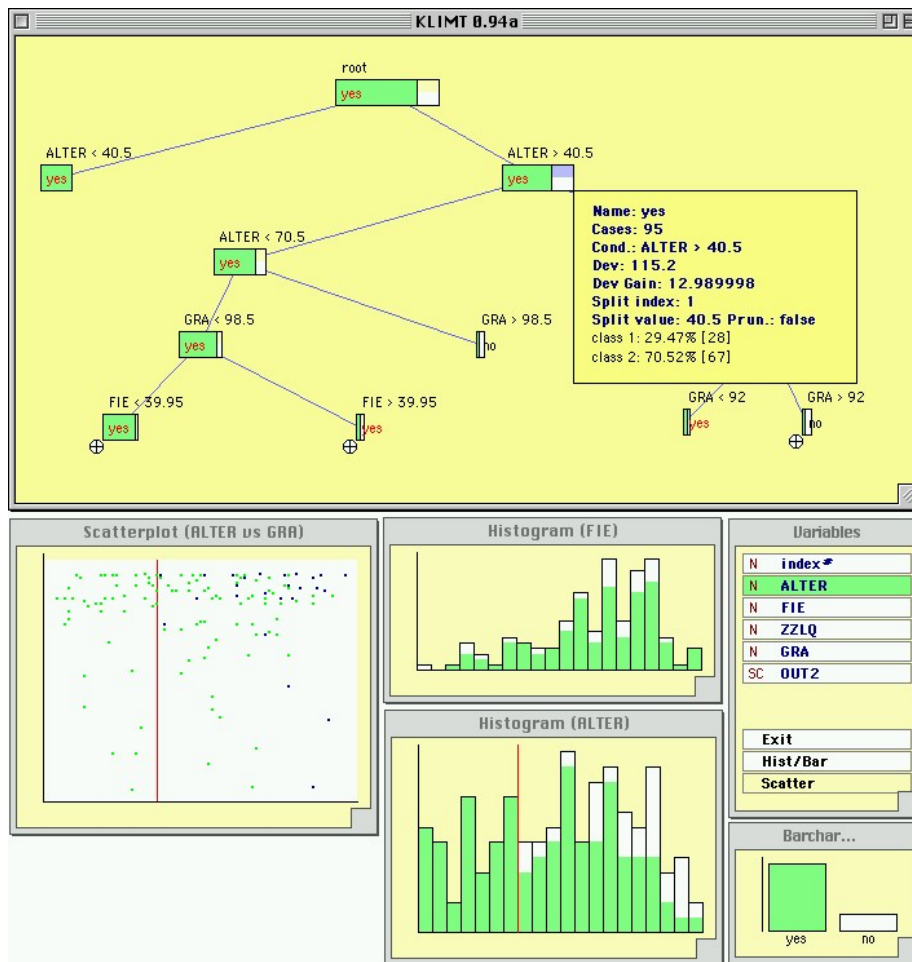 KLIMT 0.94a
root
yes
ALTER < 40.5
yes
ALTER > 40.5
yes
Name: yes
Cases: 95
Cond.: ALTER > 40.5
Dev: 115.2
Dev Gain: 12.989998
Split index: 1
Split value: 40.5 Prun.: false
class 1: 29.47% [28]
class 2: 70.52% [67]
ALTER < 70.5
yes
GRA < 98.5
yes
GRA > 98.5
no
FIE < 39.95
yes
FIE > 39.95
yes
GRA < 92
yes
GRA > 92
no
Scatterplot (ALTER vs GRA)
Histogram (FIE)
Histogram (ALTER)
Variables
N index#
N ALTER
N FIE
N ZZLQ
N GRA
SC OUT2
Exit
Hist/Bar
Scatter
Barchar...
yes no